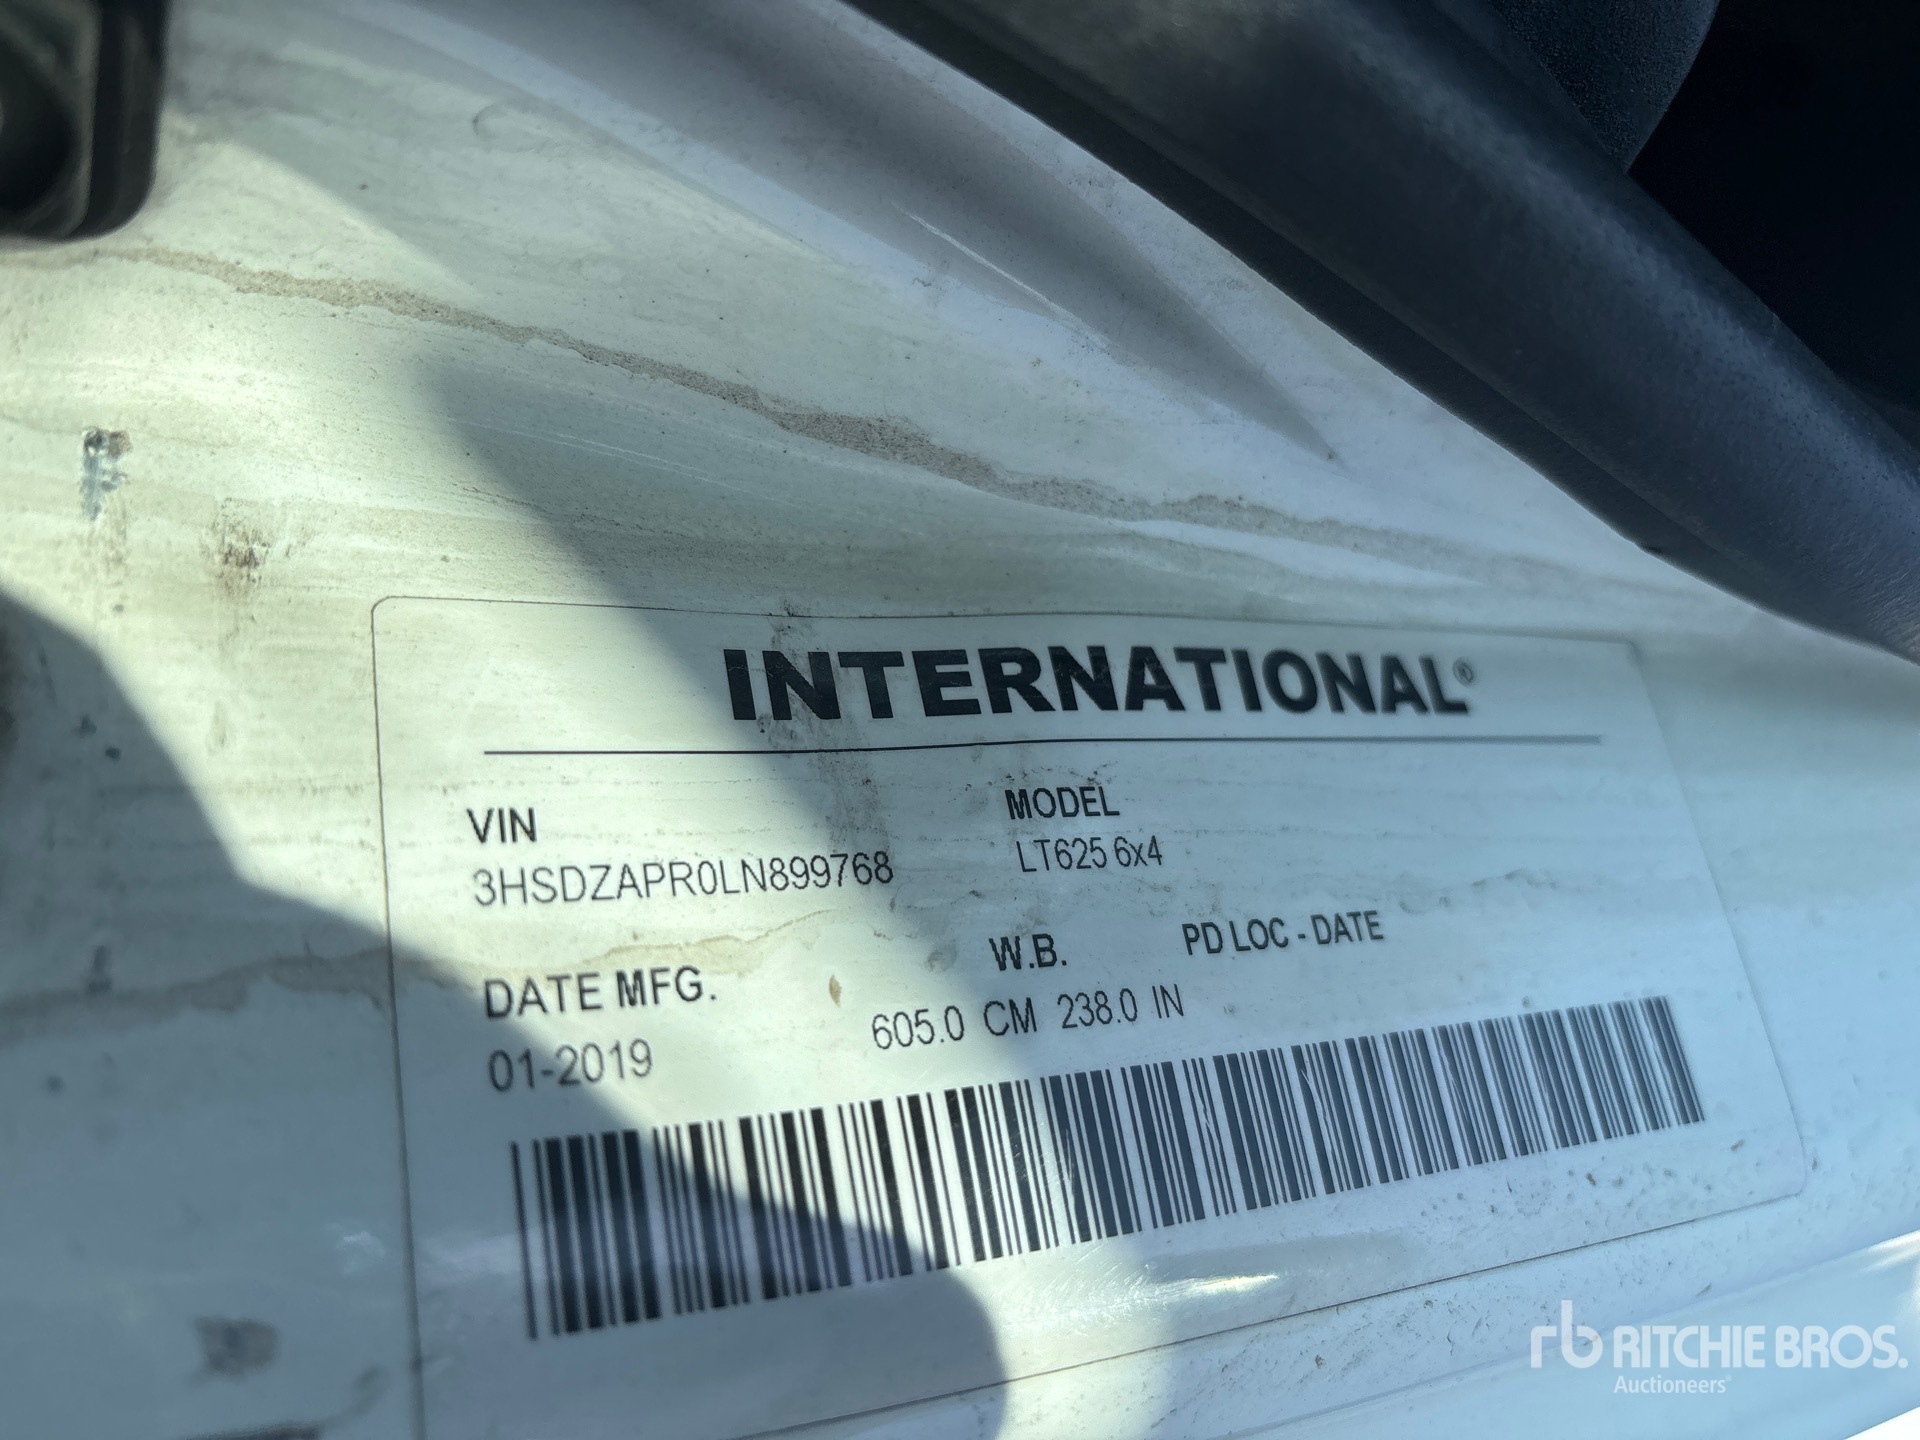 INTERNATIONAL®
VIN
3HSDZAPR0LN899768
MODEL
LT625 6x4
DATE MFG.
01-2019
W.B.
605.0 CM 238.0 IN
PD LOC - DATE
rb RITCHIE BROS.
Auctioneers